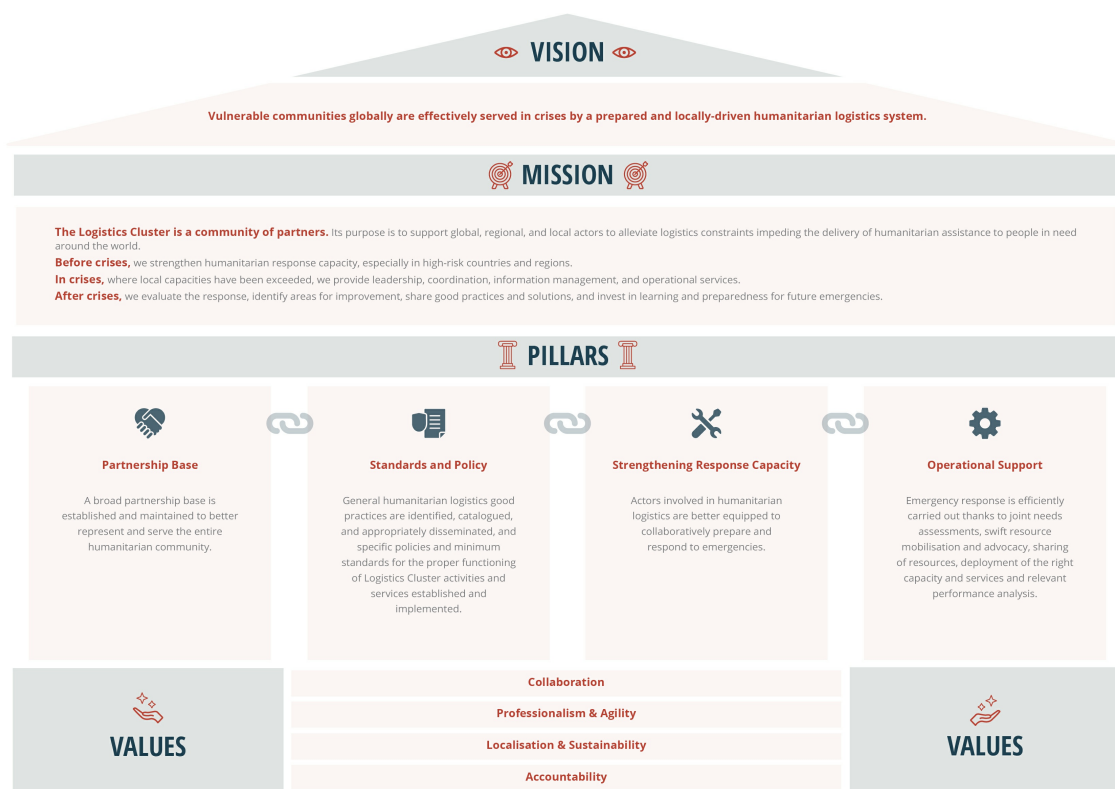 VISION
Vulnerable communities globally are effectively served in crises by a prepared and locally-driven humanitarian logistics system.
MISSION
The Logistics Cluster is a community of partners. Its purpose is to support global, regional, and local actors to alleviate logistics constraints impeding the delivery of humanitarian assistance to people in need
around the world.
Before crises, we strengthen humanitarian response capacity, especially in high-risk countries and regions.
In crises, where local capacities have been exceeded, we provide leadership, coordination, information management, and operational services.
After crises, we evaluate the response, identify areas for improvement, share good practices and solutions, and invest in learning and preparedness for future emergencies.
PILLARS
Partnership Base
A broad partnership base is
established and maintained to better
represent and serve the entire
humanitarian community.
Standards and Policy
General humanitarian logistics good
practices are identified, catalogued,
and appropriately disseminated, and
specific policies and minimum
standards for the proper functioning
of Logistics Cluster activities and
services established and
implemented.
Strengthening Response Capacity
Actors involved in humanitarian
logistics are better equipped to
collaboratively prepare and
respond to emergencies.
Operational Support
Emergency response is efficiently
carried out thanks to joint needs
assessments, swift resource
mobilisation and advocacy, sharing
of resources, deployment of the right
capacity and services and relevant
performance analysis.
VALUES
Collaboration
Professionalism & Agility
Localisation & Sustainability
Accountability
VALUES